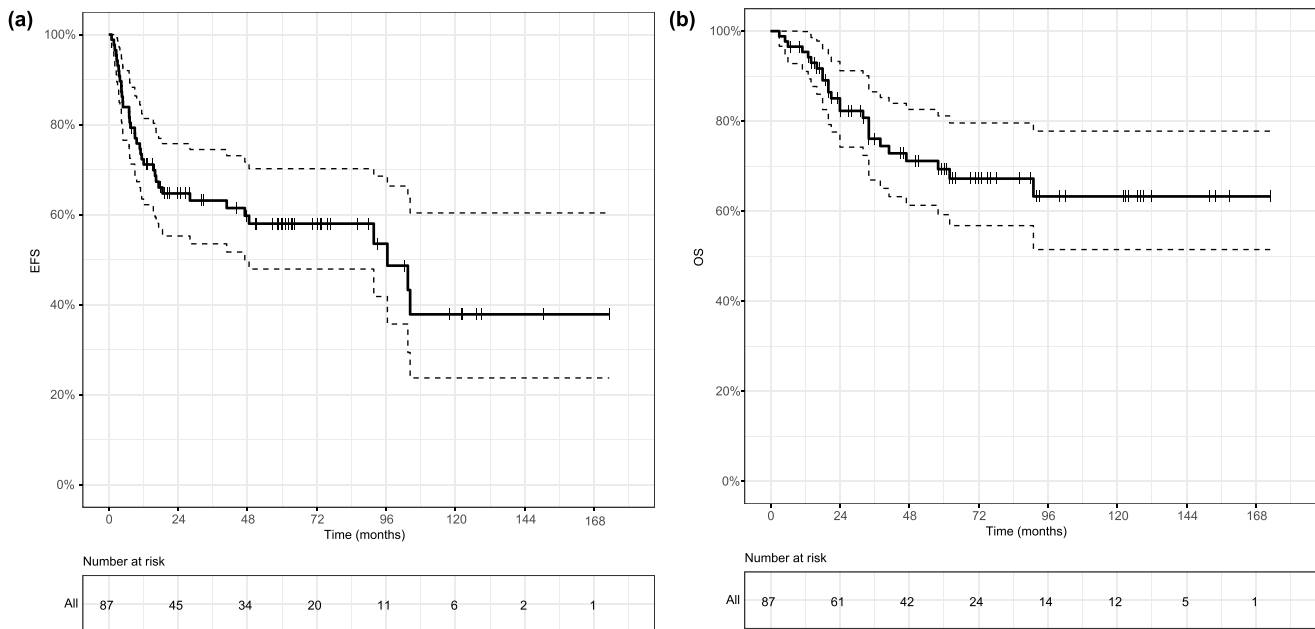 (a)
100%
80%
60%
40%
20%
0%
EFS
0 24 48 72 96 120 144 168
Time (months)
Number at risk
All 87 45 34 20 11 6 2 1
(b)
100%
80%
60%
40%
20%
0%
OS
0 24 48 72 96 120 144 168
Time (months)
Number at risk
All 87 61 42 24 14 12 5 1